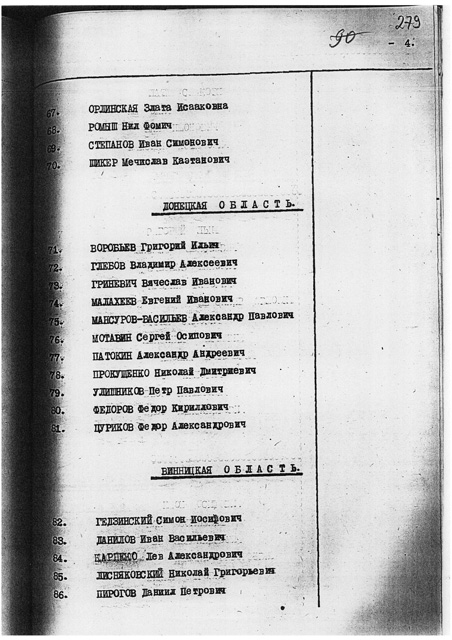 279
90
- 4.
67. ОРЛИНСКАЯ Злата Исааковна
68. РОМЫШ Нил Фомич
69. СТЕПАНОВ Иван Симонович
70. ШИКЕР Мечислав Каэтанович
ДОНЕЦКАЯ ОБЛАСТЬ.
71. ВОРОБЬЕВ Григорий Ильич
72. ГЛЕБОВ Владимир Алексеевич
73. ГРИНЕВИЧ Вячеслав Иванович
74. МАЛАХЕЕВ Евгений Иванович
75. МАНСУРОВ-ВАСИЛЬЕВ Александр Павлович
76. МОТАВИН Сергей Осипович
77. ПАТОКИН Александр Андреевич
78. ПРОКУШЕНКО Николай Дмитриевич
79. УЛИТНИКОВ Петр Павлович
80. ФЕДОРОВ Федор Кириллович
81. ЦУРИКОВ Федор Александрович
ВИННИЦКАЯ ОБЛАСТЬ.
82. ГЕДЗИНСКИЙ Симон Иосифович
83. ДАНИЛОВ Иван Васильевич
84. КАРПЕКО Лев Александрович
85. ЛИСНЯКОВСКИЙ Николай Григорьевич
86. ПИРОГОВ Даниил Петрович